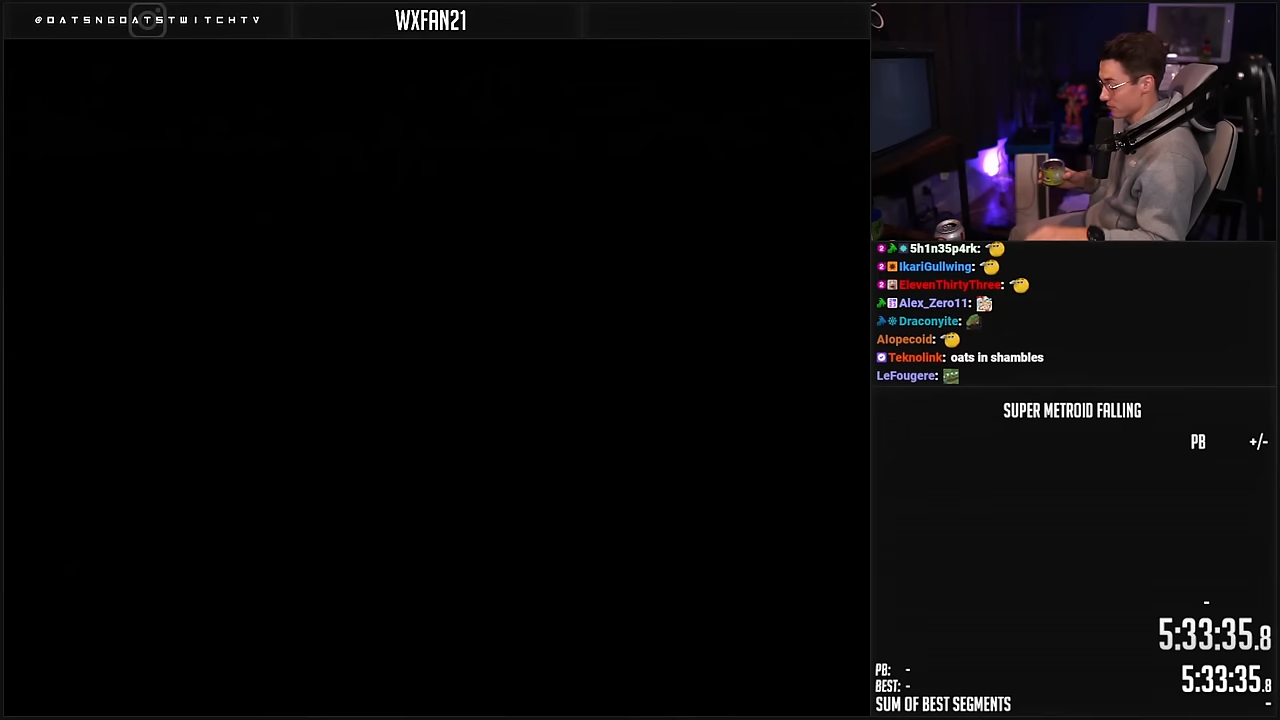 @OATSNGOATSTWITCHTV
WXFAN21
5h1n35p4rk:
IkariGullwing:
ElevenThirtyThree:
Alex_Zero11:
Draconyite:
Alopecoid:
Teknolink: oats in shambles
LeFougere:
SUPER METROID FALLING
PB +/-
-
5:33:35.8
PB: -
5:33:35.8
BEST: -
SUM OF BEST SEGMENTS -